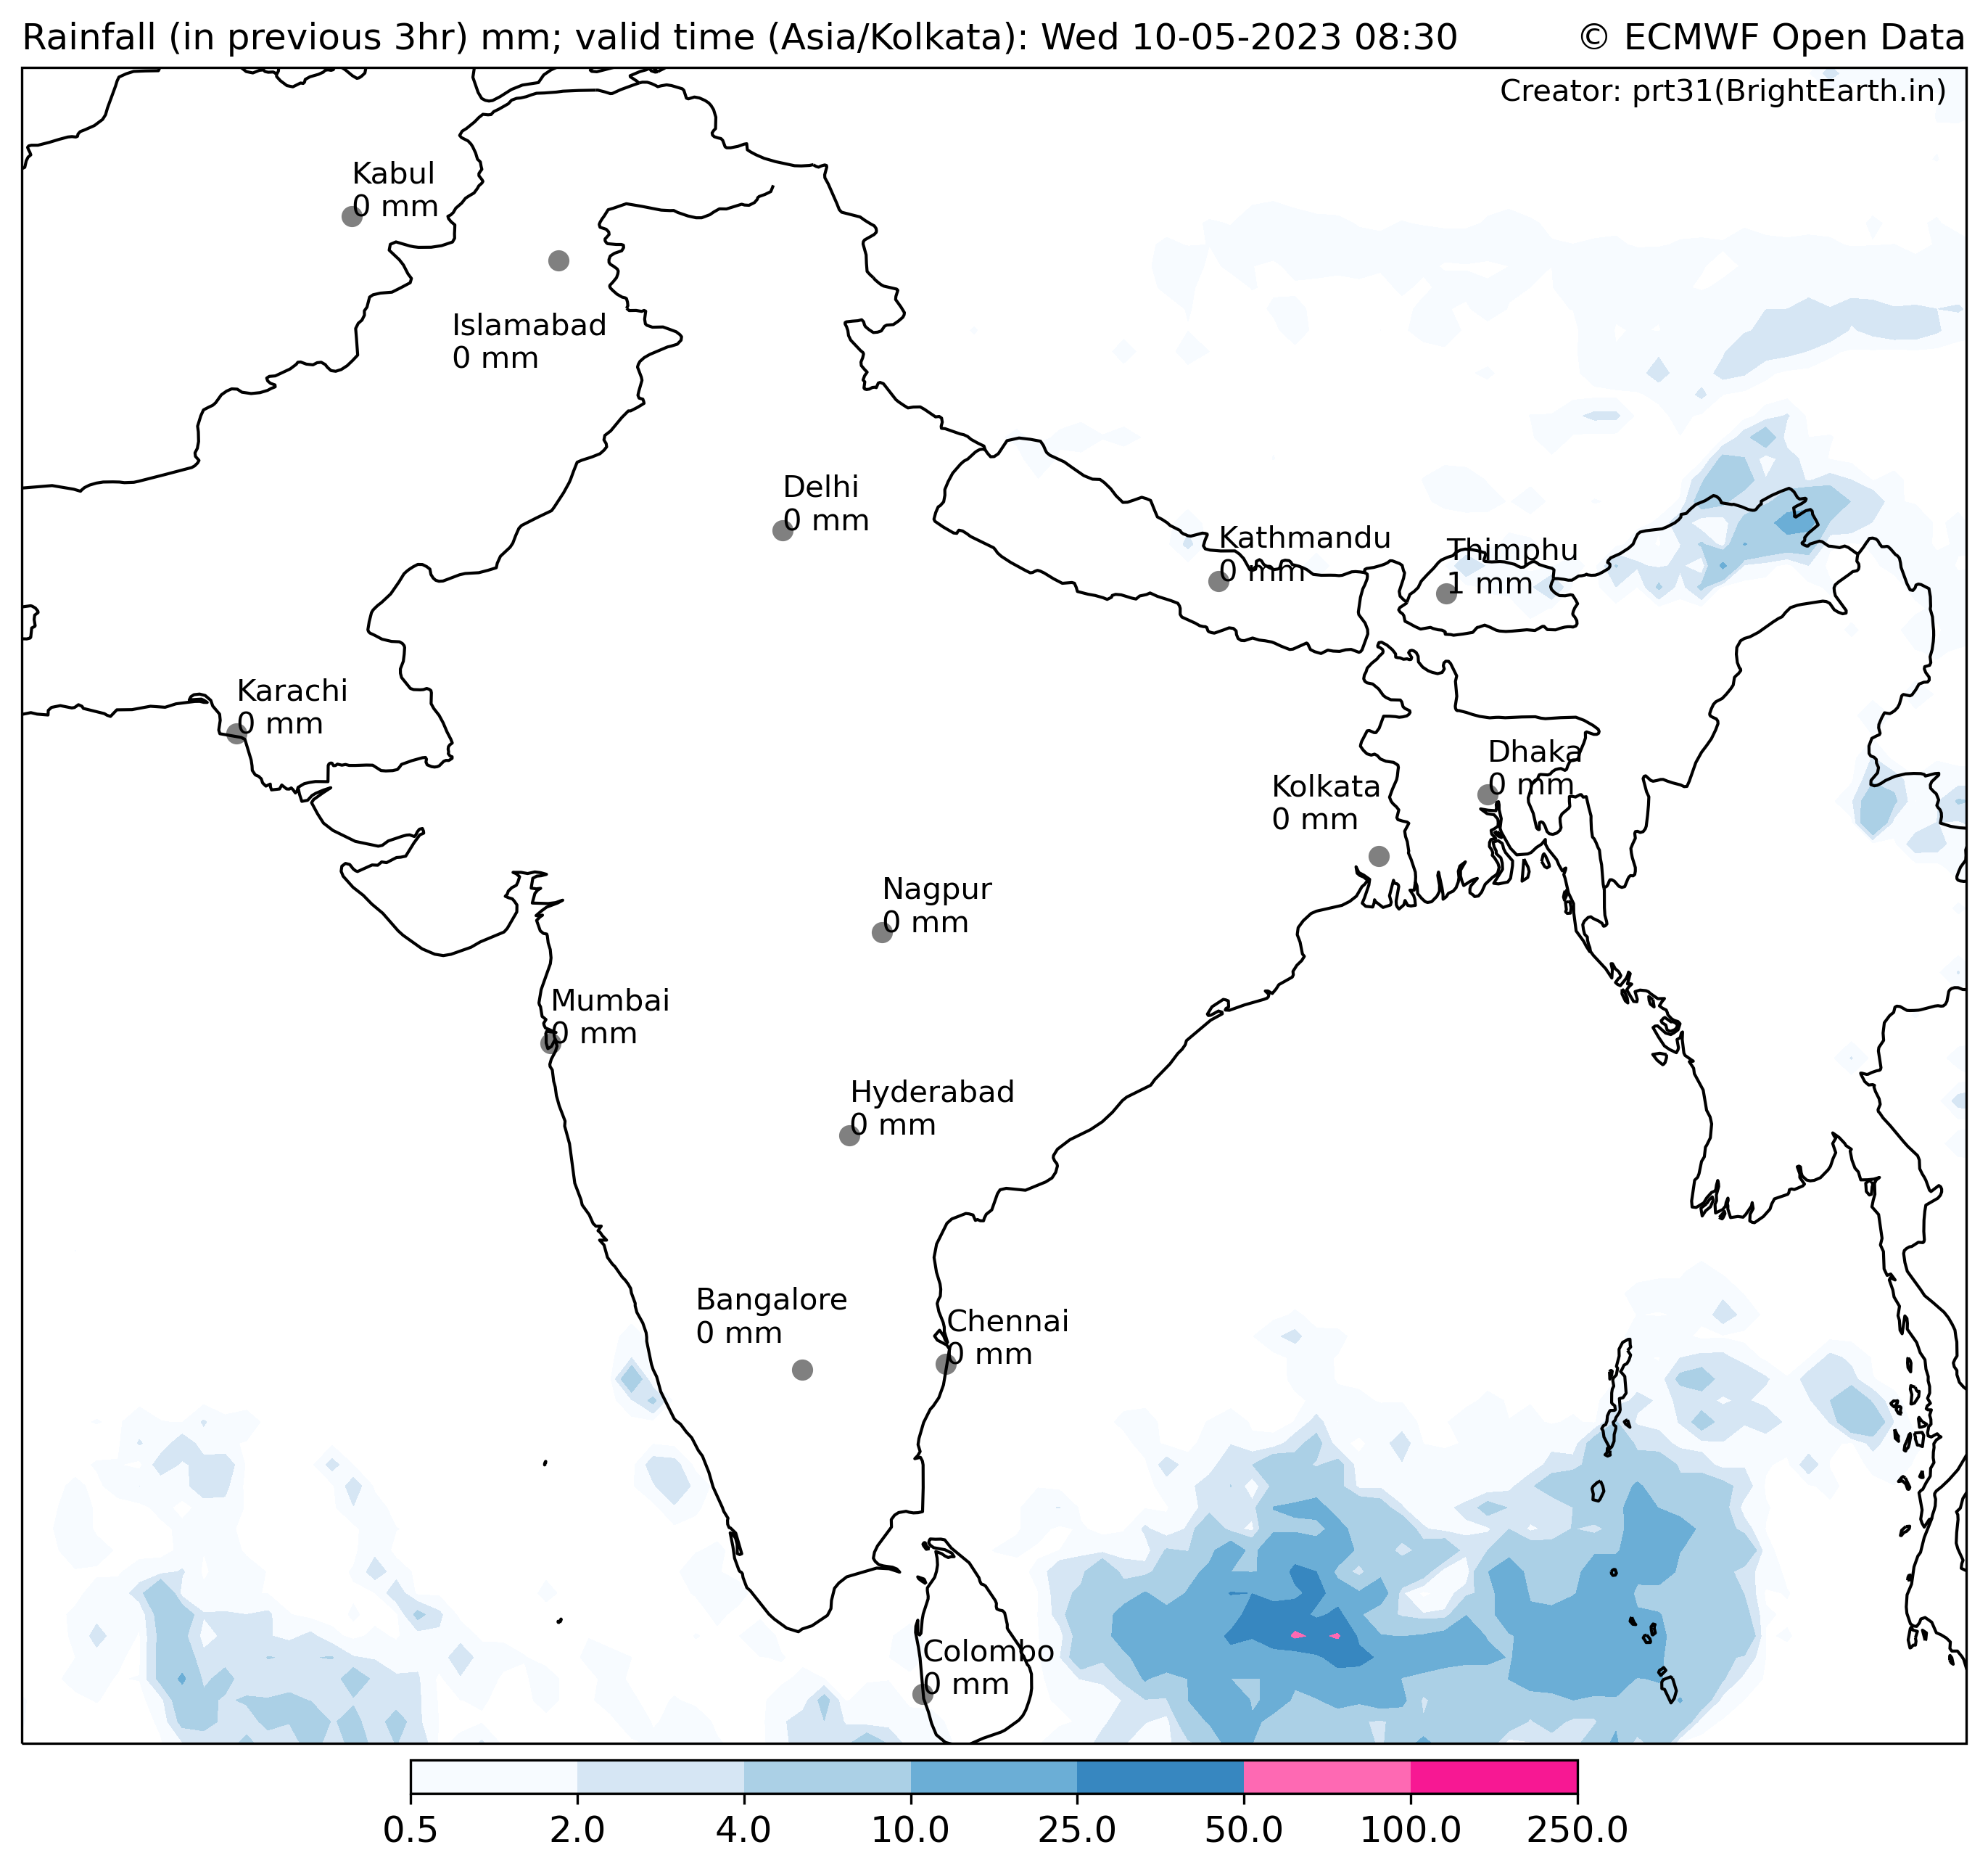 Rainfall (in previous 3hr) mm; valid time (Asia/Kolkata): Wed 10-05-2023 08:30
© ECMWF Open Data
Creator: prt31(BrightEarth.in)
Kabul
0 mm
Islamabad
0 mm
Delhi
0 mm
Kathmandu
0 mm
Thimphu
1 mm
Karachi
0 mm
Dhaka
0 mm
Kolkata
0 mm
Nagpur
0 mm
Mumbai
0 mm
Hyderabad
0 mm
Bangalore
0 mm
Chennai
0 mm
Colombo
0 mm
0.5 2.0 4.0 10.0 25.0 50.0 100.0 250.0